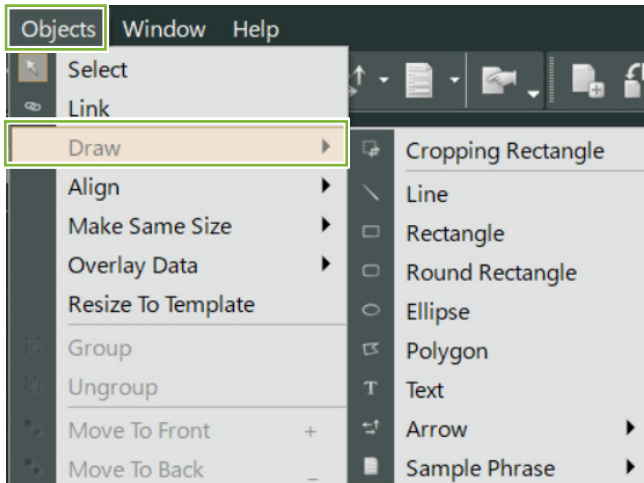 Objects Window Help
Select
Link
Draw
Align
Make Same Size
Overlay Data
Resize To Template
Group
Ungroup
Move To Front +
Move To Back _
Cropping Rectangle
Line
Rectangle
Round Rectangle
Ellipse
Polygon
T Text
Arrow
Sample Phrase